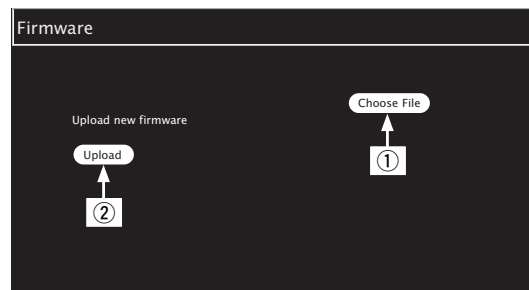 Firmware
Choose File
Upload new firmware
①
Upload
②